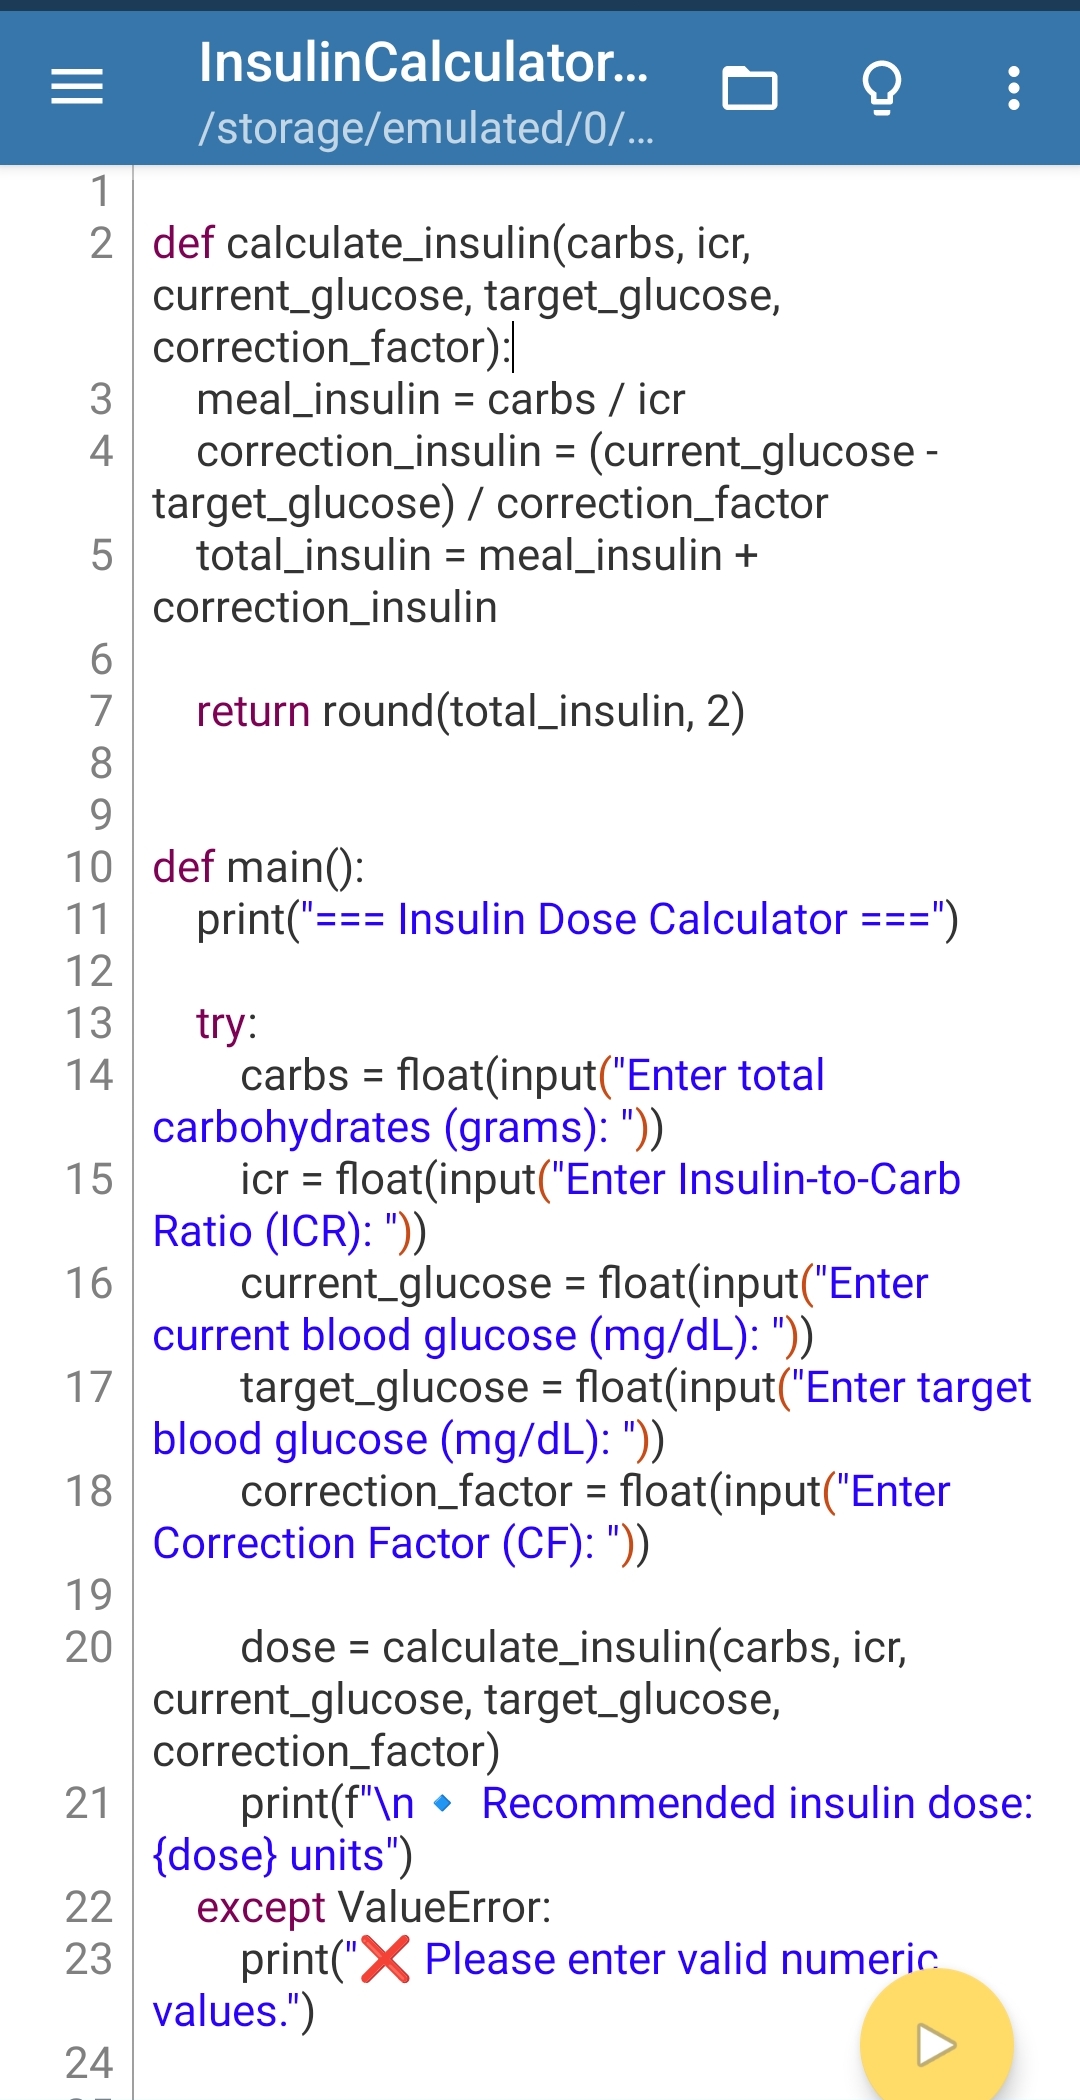 InsulinCalculator...
/storage/emulated/0/...
1
2 def calculate_insulin(carbs, icr,
current_glucose, target_glucose,
correction_factor):
3     meal_insulin = carbs / icr
4     correction_insulin = (current_glucose -
target_glucose) / correction_factor
5     total_insulin = meal_insulin +
correction_insulin
6
7     return round(total_insulin, 2)
8
9
10 def main():
11     print("=== Insulin Dose Calculator ===")
12
13     try:
14         carbs = float(input("Enter total
carbohydrates (grams): "))
15         icr = float(input("Enter Insulin-to-Carb
Ratio (ICR): "))
16         current_glucose = float(input("Enter
current blood glucose (mg/dL): "))
17         target_glucose = float(input("Enter target
blood glucose (mg/dL): "))
18         correction_factor = float(input("Enter
Correction Factor (CF): "))
19
20         dose = calculate_insulin(carbs, icr,
current_glucose, target_glucose,
correction_factor)
21         print(f"\n🔹 Recommended insulin dose:
{dose} units")
22     except ValueError:
23         print("❌ Please enter valid numeric
values.")
24